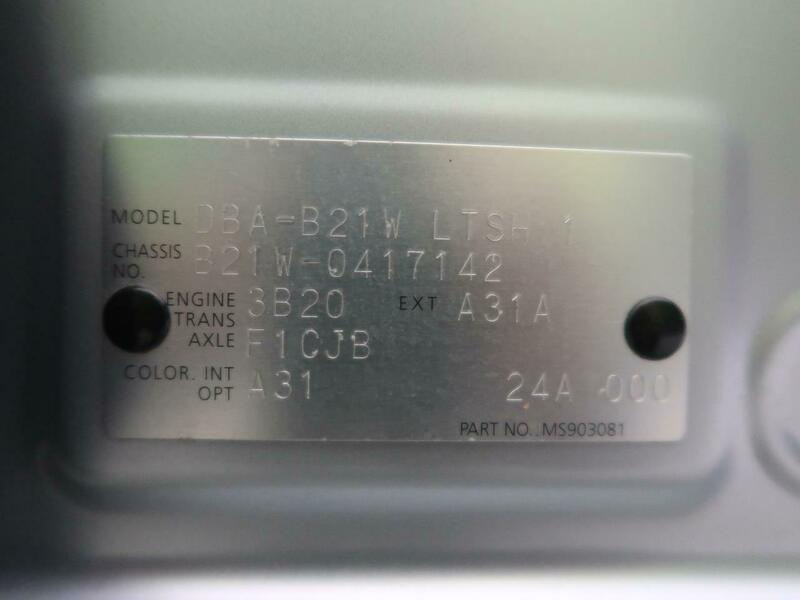 MODEL DBA-B21W LTSH 1
CHASSIS NO. B21W-0417142
ENGINE 3B20 EXT A31A
TRANS AXLE F1CJB
COLOR. INT OPT A31 24A 000
PART NO. MS903081